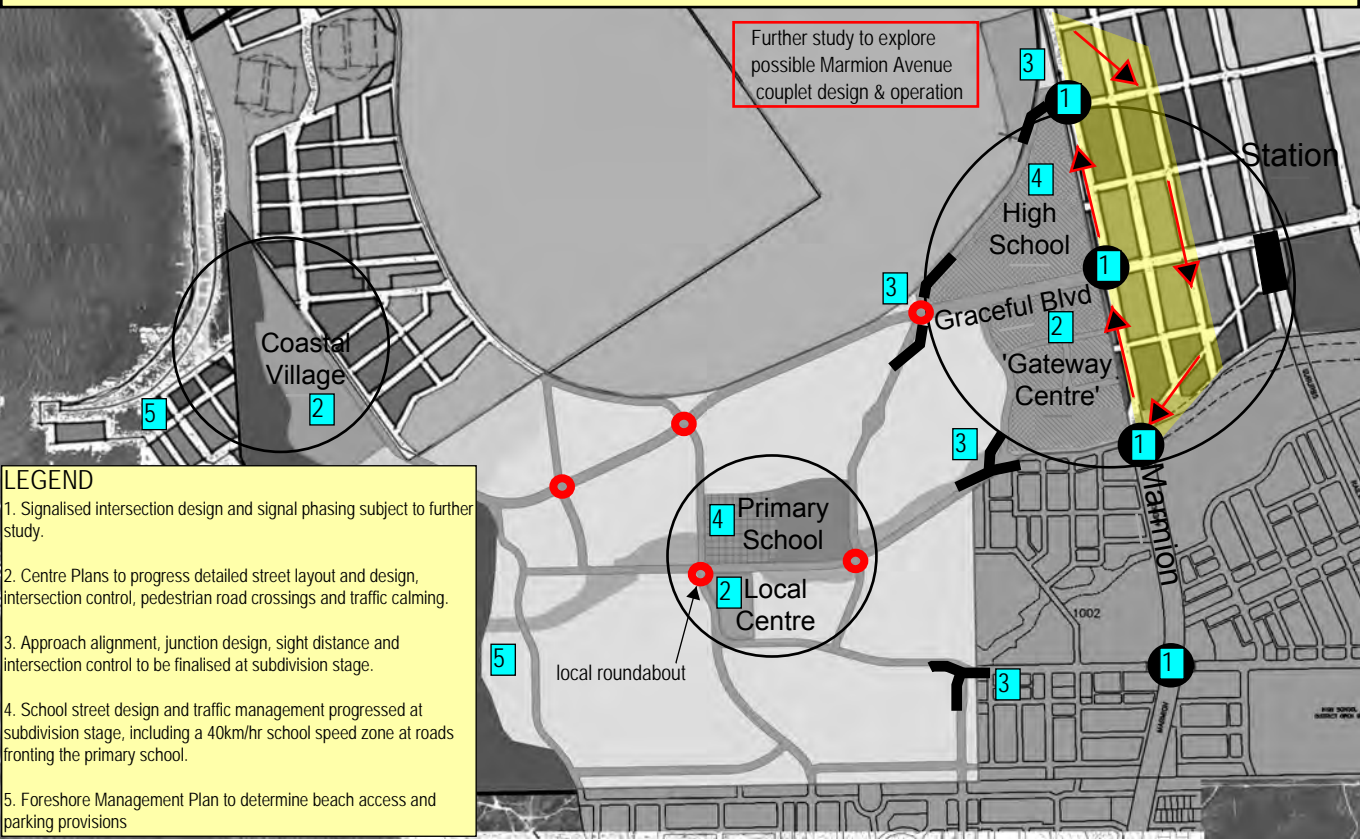 Further study to explore
possible Marmion Avenue
couplet design & operation
3
1
Station
4
High
School
1
3
Graceful Blvd
2
'Gateway
Centre'
Coastal
Village
2
5
3
1
Marmion
LEGEND
1. Signalised intersection design and signal phasing subject to further
study.
2. Centre Plans to progress detailed street layout and design,
intersection control, pedestrian road crossings and traffic calming.
3. Approach alignment, junction design, sight distance and
intersection control to be finalised at subdivision stage.
4. School street design and traffic management progressed at
subdivision stage, including a 40km/hr school speed zone at roads
fronting the primary school.
5. Foreshore Management Plan to determine beach access and
parking provisions
4
Primary
School
2
Local
Centre
1002
5
local roundabout
3
1
MARMION
HIGH SCHOOL
DISTRICT OPEN